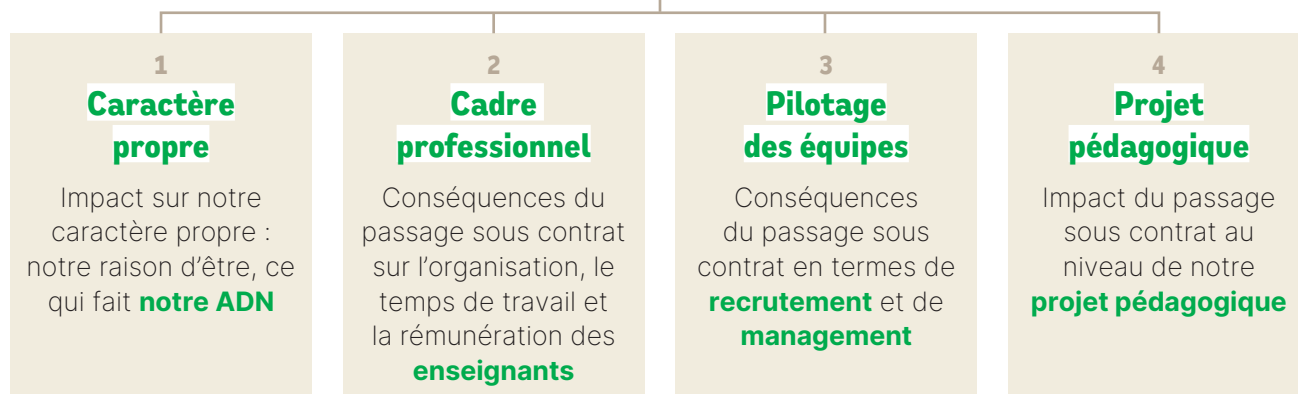 1
Caractère
propre
Impact sur notre
caractère propre :
notre raison d'être, ce
qui fait notre ADN
2
Cadre
professionnel
Conséquences du
passage sous contrat
sur l'organisation, le
temps de travail et
la rémunération des
enseignants
3
Pilotage
des équipes
Conséquences
du passage sous
contrat en termes de
recrutement et de
management
4
Projet
pédagogique
Impact du passage
sous contrat au
niveau de notre
projet pédagogique